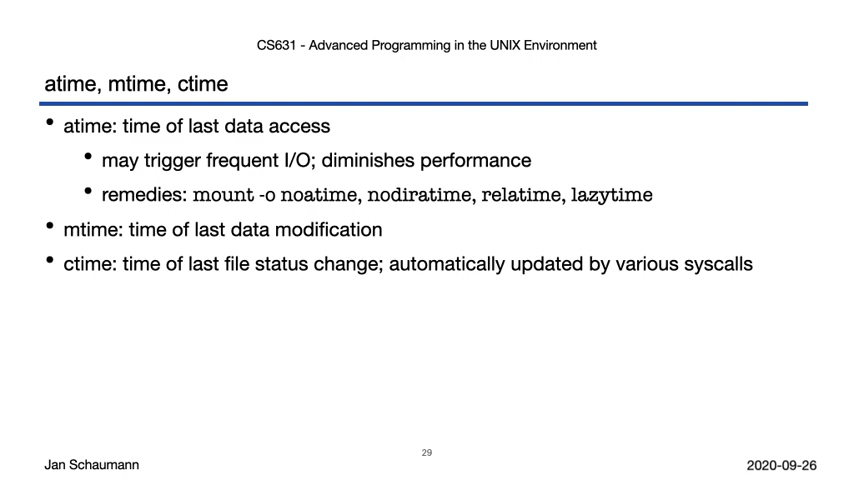 CS631 - Advanced Programming in the UNIX Environment
atime, mtime, ctime
• atime: time of last data access
• may trigger frequent I/O; diminishes performance
• remedies: mount -o noatime, nodiratime, relatime, lazytime
• mtime: time of last data modification
• ctime: time of last file status change; automatically updated by various syscalls
29
Jan Schaumann
2020-09-26